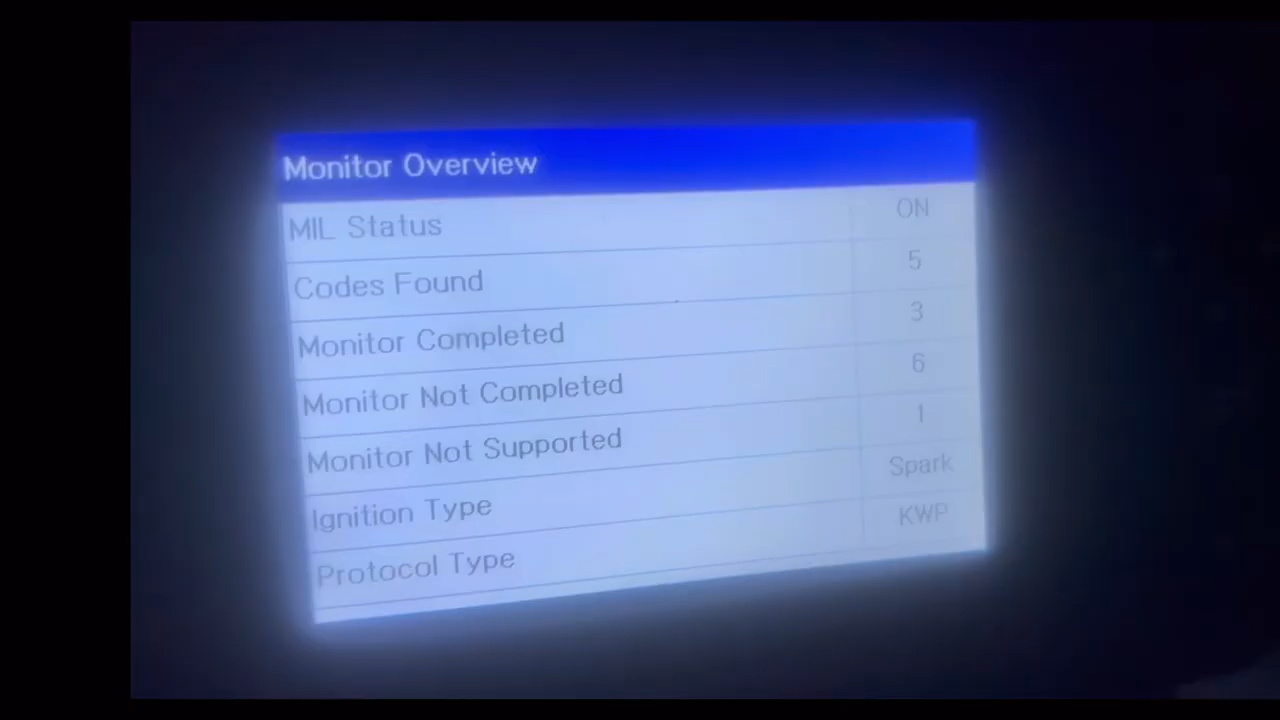 Monitor Overview
MIL Status ON
Codes Found 5
Monitor Completed 3
Monitor Not Completed 6
Monitor Not Supported 1
Ignition Type Spark
Protocol Type KWP